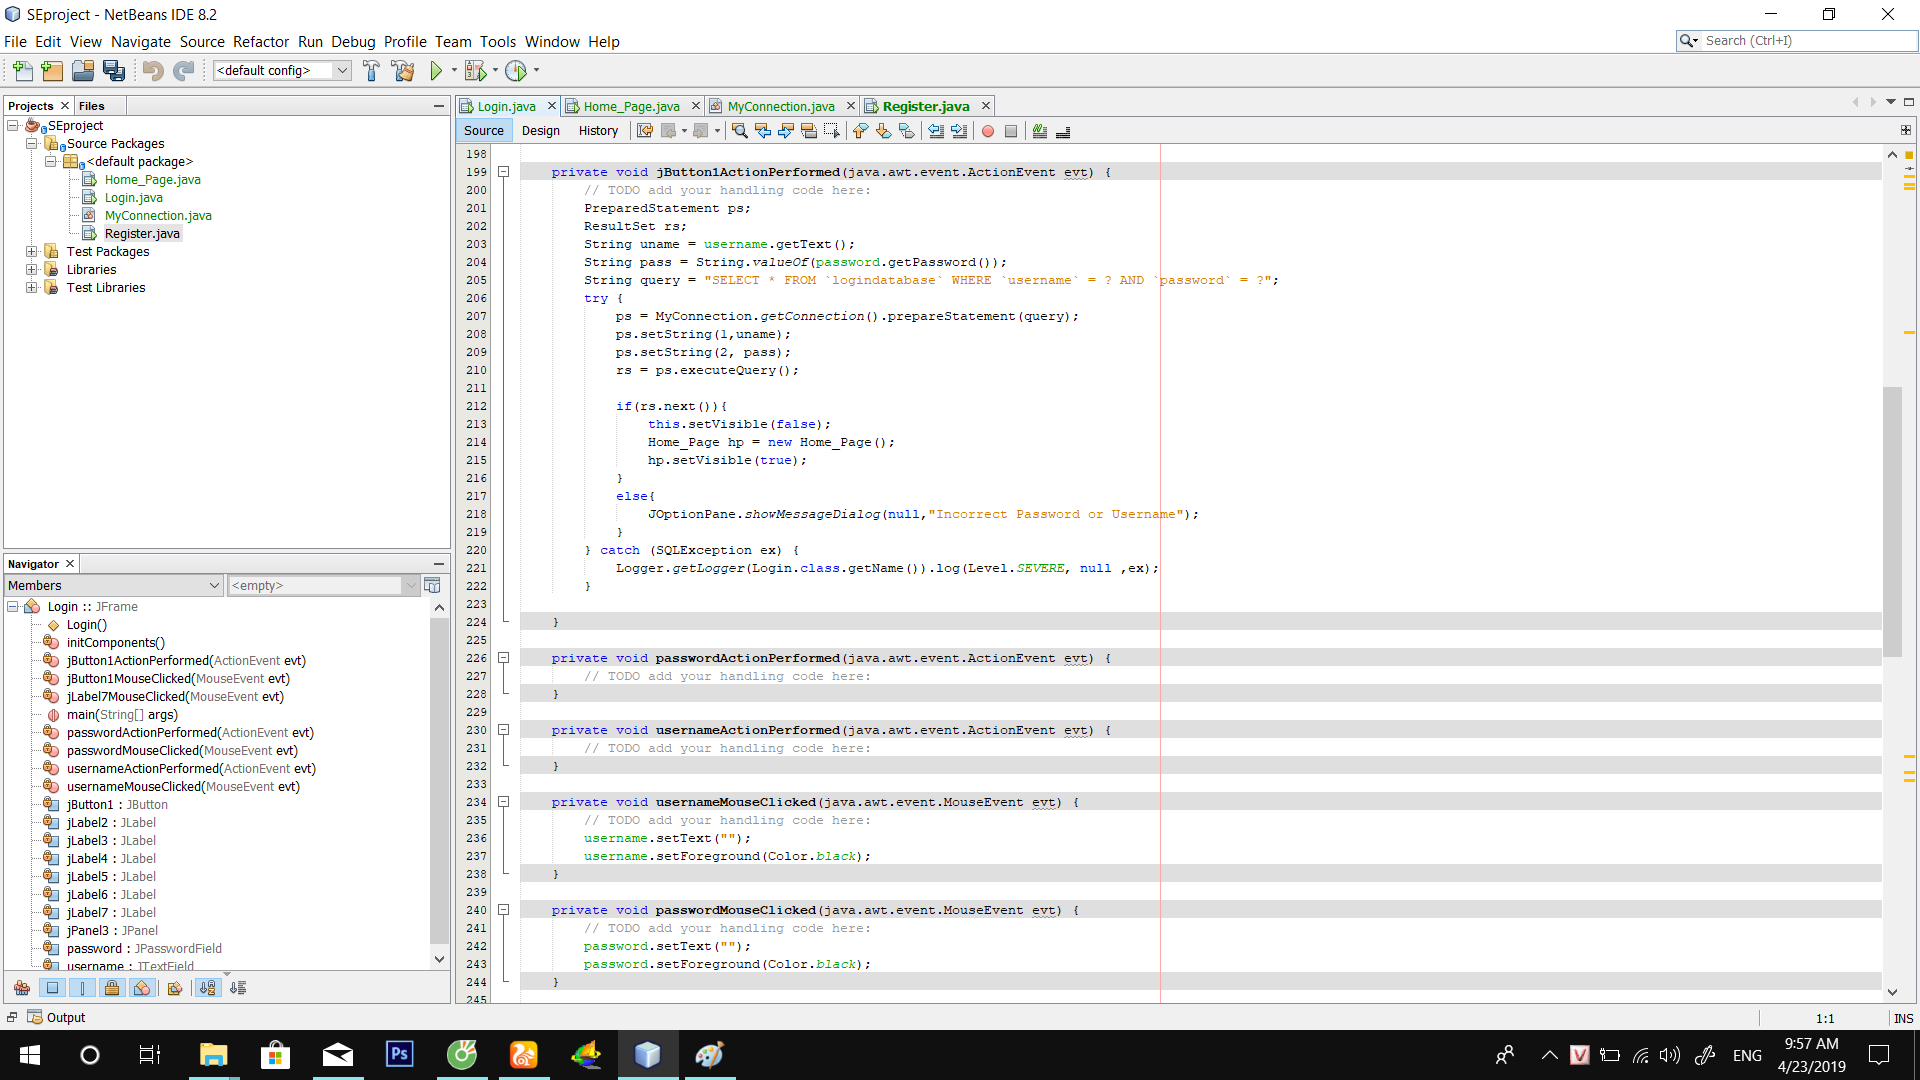 SEproject - NetBeans IDE 8.2
File Edit View Navigate Source Refactor Run Debug Profile Team Tools Window Help
Search (Ctrl+I)
<default config>
Projects Files
SEproject
Source Packages
<default package>
Home_Page.java
Login.java
MyConnection.java
Register.java
Test Packages
Libraries
Test Libraries
Navigator
Members
<empty>
Login :: JFrame
Login()
initComponents()
jButton1ActionPerformed(ActionEvent evt)
jButton1MouseClicked(MouseEvent evt)
jLabel7MouseClicked(MouseEvent evt)
main(String[] args)
passwordActionPerformed(ActionEvent evt)
passwordMouseClicked(MouseEvent evt)
usernameActionPerformed(ActionEvent evt)
usernameMouseClicked(MouseEvent evt)
jButton1 : JButton
jLabel2 : JLabel
jLabel3 : JLabel
jLabel4 : JLabel
jLabel5 : JLabel
jLabel6 : JLabel
jLabel7 : JLabel
jPanel3 : JPanel
password : JPasswordField
username : JTextField
Login.java Home_Page.java MyConnection.java Register.java
Source Design History
198
199 private void jButton1ActionPerformed(java.awt.event.ActionEvent evt) {
200 // TODO add your handling code here:
201 PreparedStatement ps;
202 ResultSet rs;
203 String uname = username.getText();
204 String pass = String.valueOf(password.getPassword());
205 String query = "SELECT * FROM `logindatabase` WHERE `username` = ? AND `password` = ?";
206 try {
207 ps = MyConnection.getConnection().prepareStatement(query);
208 ps.setString(1,uname);
209 ps.setString(2, pass);
210 rs = ps.executeQuery();
211
212 if(rs.next()){
213 this.setVisible(false);
214 Home_Page hp = new Home_Page();
215 hp.setVisible(true);
216 }
217 else{
218 JOptionPane.showMessageDialog(null,"Incorrect Password or Username");
219 }
220 } catch (SQLException ex) {
221 Logger.getLogger(Login.class.getName()).log(Level.SEVERE, null ,ex);
222 }
223
224 }
225
226 private void passwordActionPerformed(java.awt.event.ActionEvent evt) {
227 // TODO add your handling code here:
228 }
229
230 private void usernameActionPerformed(java.awt.event.ActionEvent evt) {
231 // TODO add your handling code here:
232 }
233
234 private void usernameMouseClicked(java.awt.event.MouseEvent evt) {
235 // TODO add your handling code here:
236 username.setText("");
237 username.setForeground(Color.black);
238 }
239
240 private void passwordMouseClicked(java.awt.event.MouseEvent evt) {
241 // TODO add your handling code here:
242 password.setText("");
243 password.setForeground(Color.black);
244 }
245
Output
1:1 INS
Ps
V
ENG
9:57 AM
4/23/2019